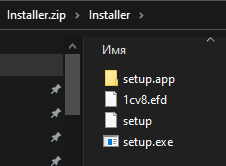 Installer.zip > Installer >
Имя
setup.app
1cv8.efd
setup
setup.exe